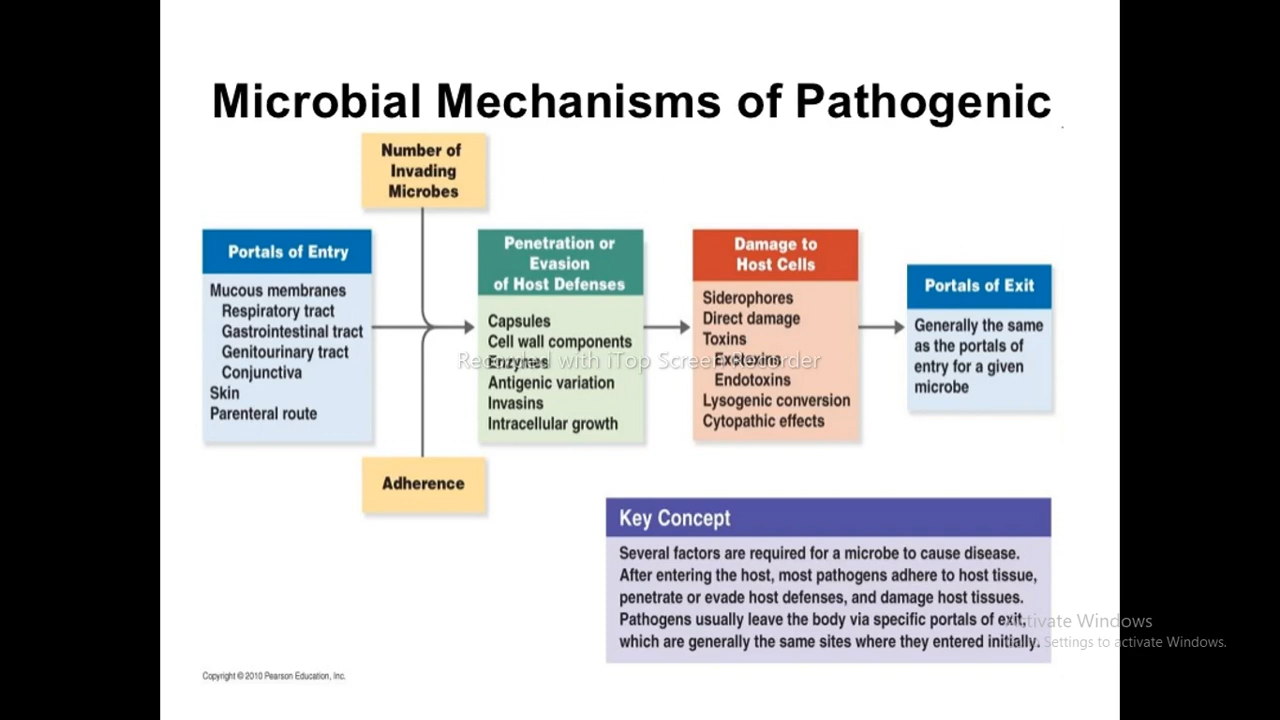 Microbial Mechanisms of Pathogenic
Number of
Invading
Microbes
Portals of Entry
Mucous membranes
Respiratory tract
Gastrointestinal tract
Genitourinary tract
Conjunctiva
Skin
Parenteral route
Adherence
Penetration or
Evasion
of Host Defenses
Capsules
Cell wall components
Enzymes
Antigenic variation
Invasins
Intracellular growth
Damage to
Host Cells
Siderophores
Direct damage
Toxins
Exotoxins
Endotoxins
Lysogenic conversion
Cytopathic effects
Portals of Exit
Generally the same
as the portals of
entry for a given
microbe
Recorded with iTop Screen Recorder
Key Concept
Several factors are required for a microbe to cause disease.
After entering the host, most pathogens adhere to host tissue,
penetrate or evade host defenses, and damage host tissues.
Pathogens usually leave the body via specific portals of exit,
which are generally the same sites where they entered initially.
Activate Windows
Settings to activate Windows.
Copyright © 2010 Pearson Education, Inc.